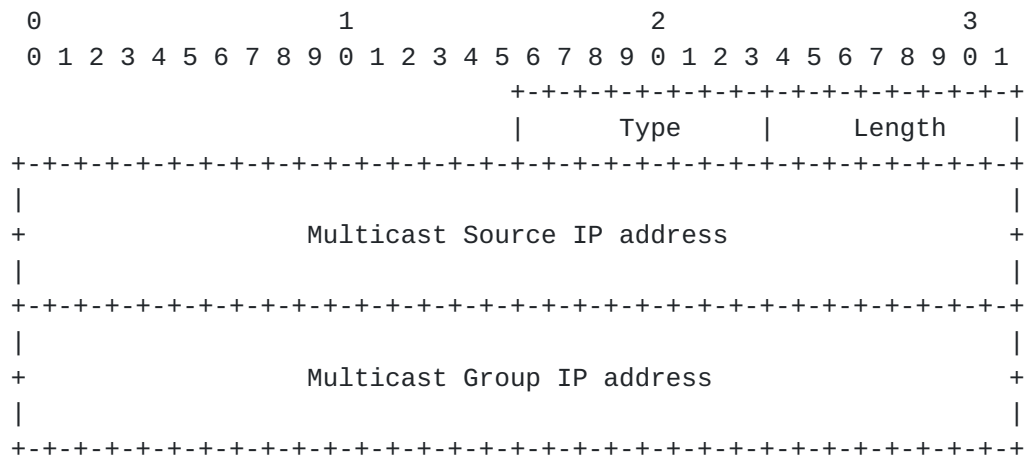 0                   1                   2                   3
 0 1 2 3 4 5 6 7 8 9 0 1 2 3 4 5 6 7 8 9 0 1 2 3 4 5 6 7 8 9 0 1
                                +-+-+-+-+-+-+-+-+-+-+-+-+-+-+-+-+
                                |      Type     |     Length    |
+-+-+-+-+-+-+-+-+-+-+-+-+-+-+-+-+-+-+-+-+-+-+-+-+-+-+-+-+-+-+-+-+
|                                                               |
+                  Multicast Source IP address                  +
|                                                               |
+-+-+-+-+-+-+-+-+-+-+-+-+-+-+-+-+-+-+-+-+-+-+-+-+-+-+-+-+-+-+-+-+
|                                                               |
+                  Multicast Group IP address                   +
|                                                               |
+-+-+-+-+-+-+-+-+-+-+-+-+-+-+-+-+-+-+-+-+-+-+-+-+-+-+-+-+-+-+-+-+